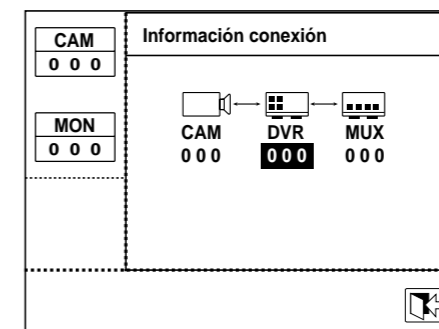 CAM
0 0 0
MON
0 0 0
Información conexión
CAM DVR MUX
0 0 0 0 0 0 0 0 0